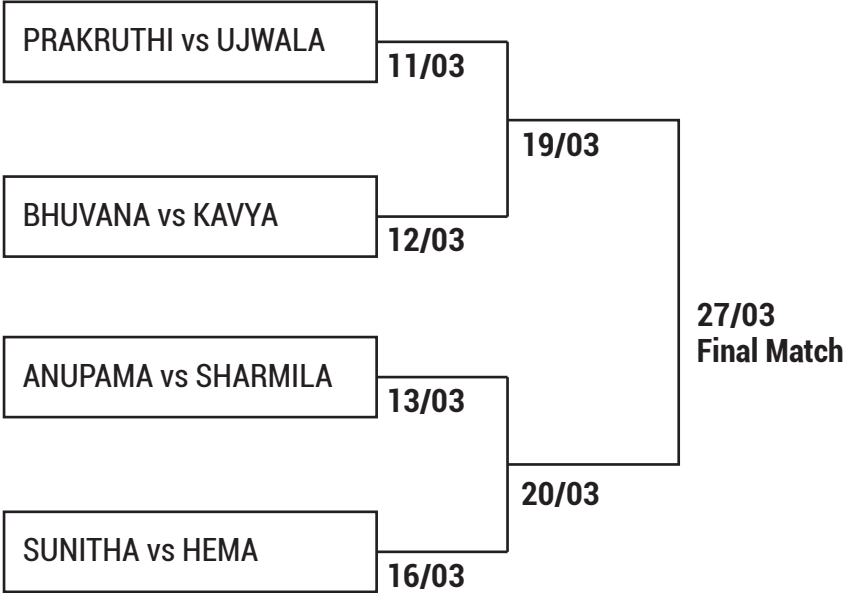 PRAKRUTHI vs UJWALA
11/03
19/03
BHUVANA vs KAVYA
12/03
27/03
Final Match
ANUPAMA vs SHARMILA
13/03
20/03
SUNITHA vs HEMA
16/03